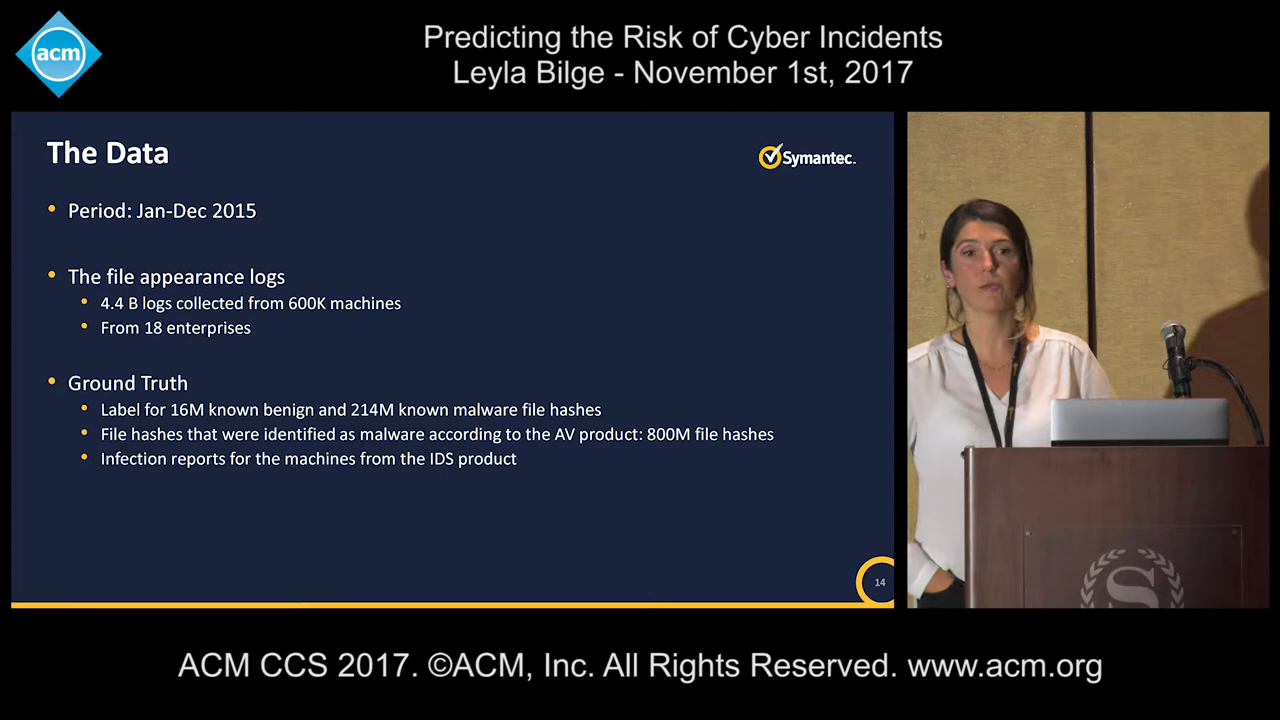 acm
Predicting the Risk of Cyber Incidents
Leyla Bilge - November 1st, 2017
The Data
Symantec.
• Period: Jan-Dec 2015
• The file appearance logs
• 4.4 B logs collected from 600K machines
• From 18 enterprises
• Ground Truth
• Label for 16M known benign and 214M known malware file hashes
• File hashes that were identified as malware according to the AV product: 800M file hashes
• Infection reports for the machines from the IDS product
14
S
ACM CCS 2017. ©ACM, Inc. All Rights Reserved. www.acm.org